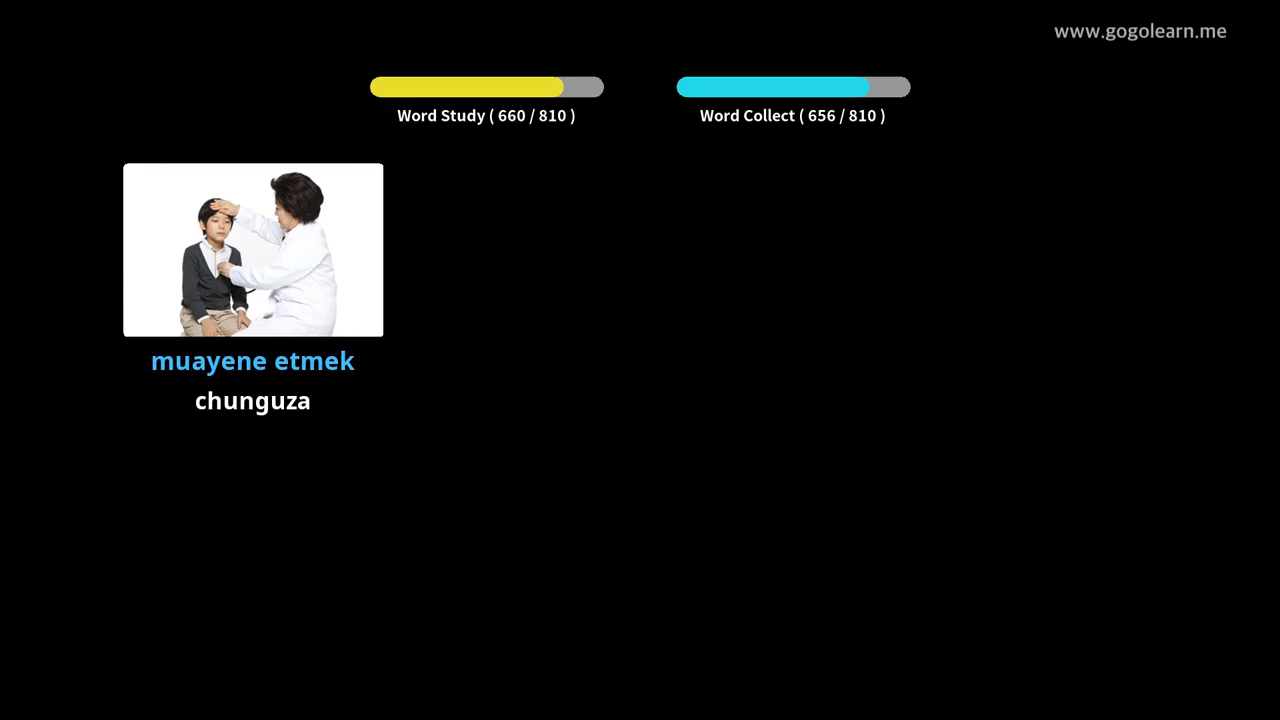 www.gogolearn.me
Word Study ( 660 / 810 )
Word Collect ( 656 / 810 )
muayene etmek
chunguza